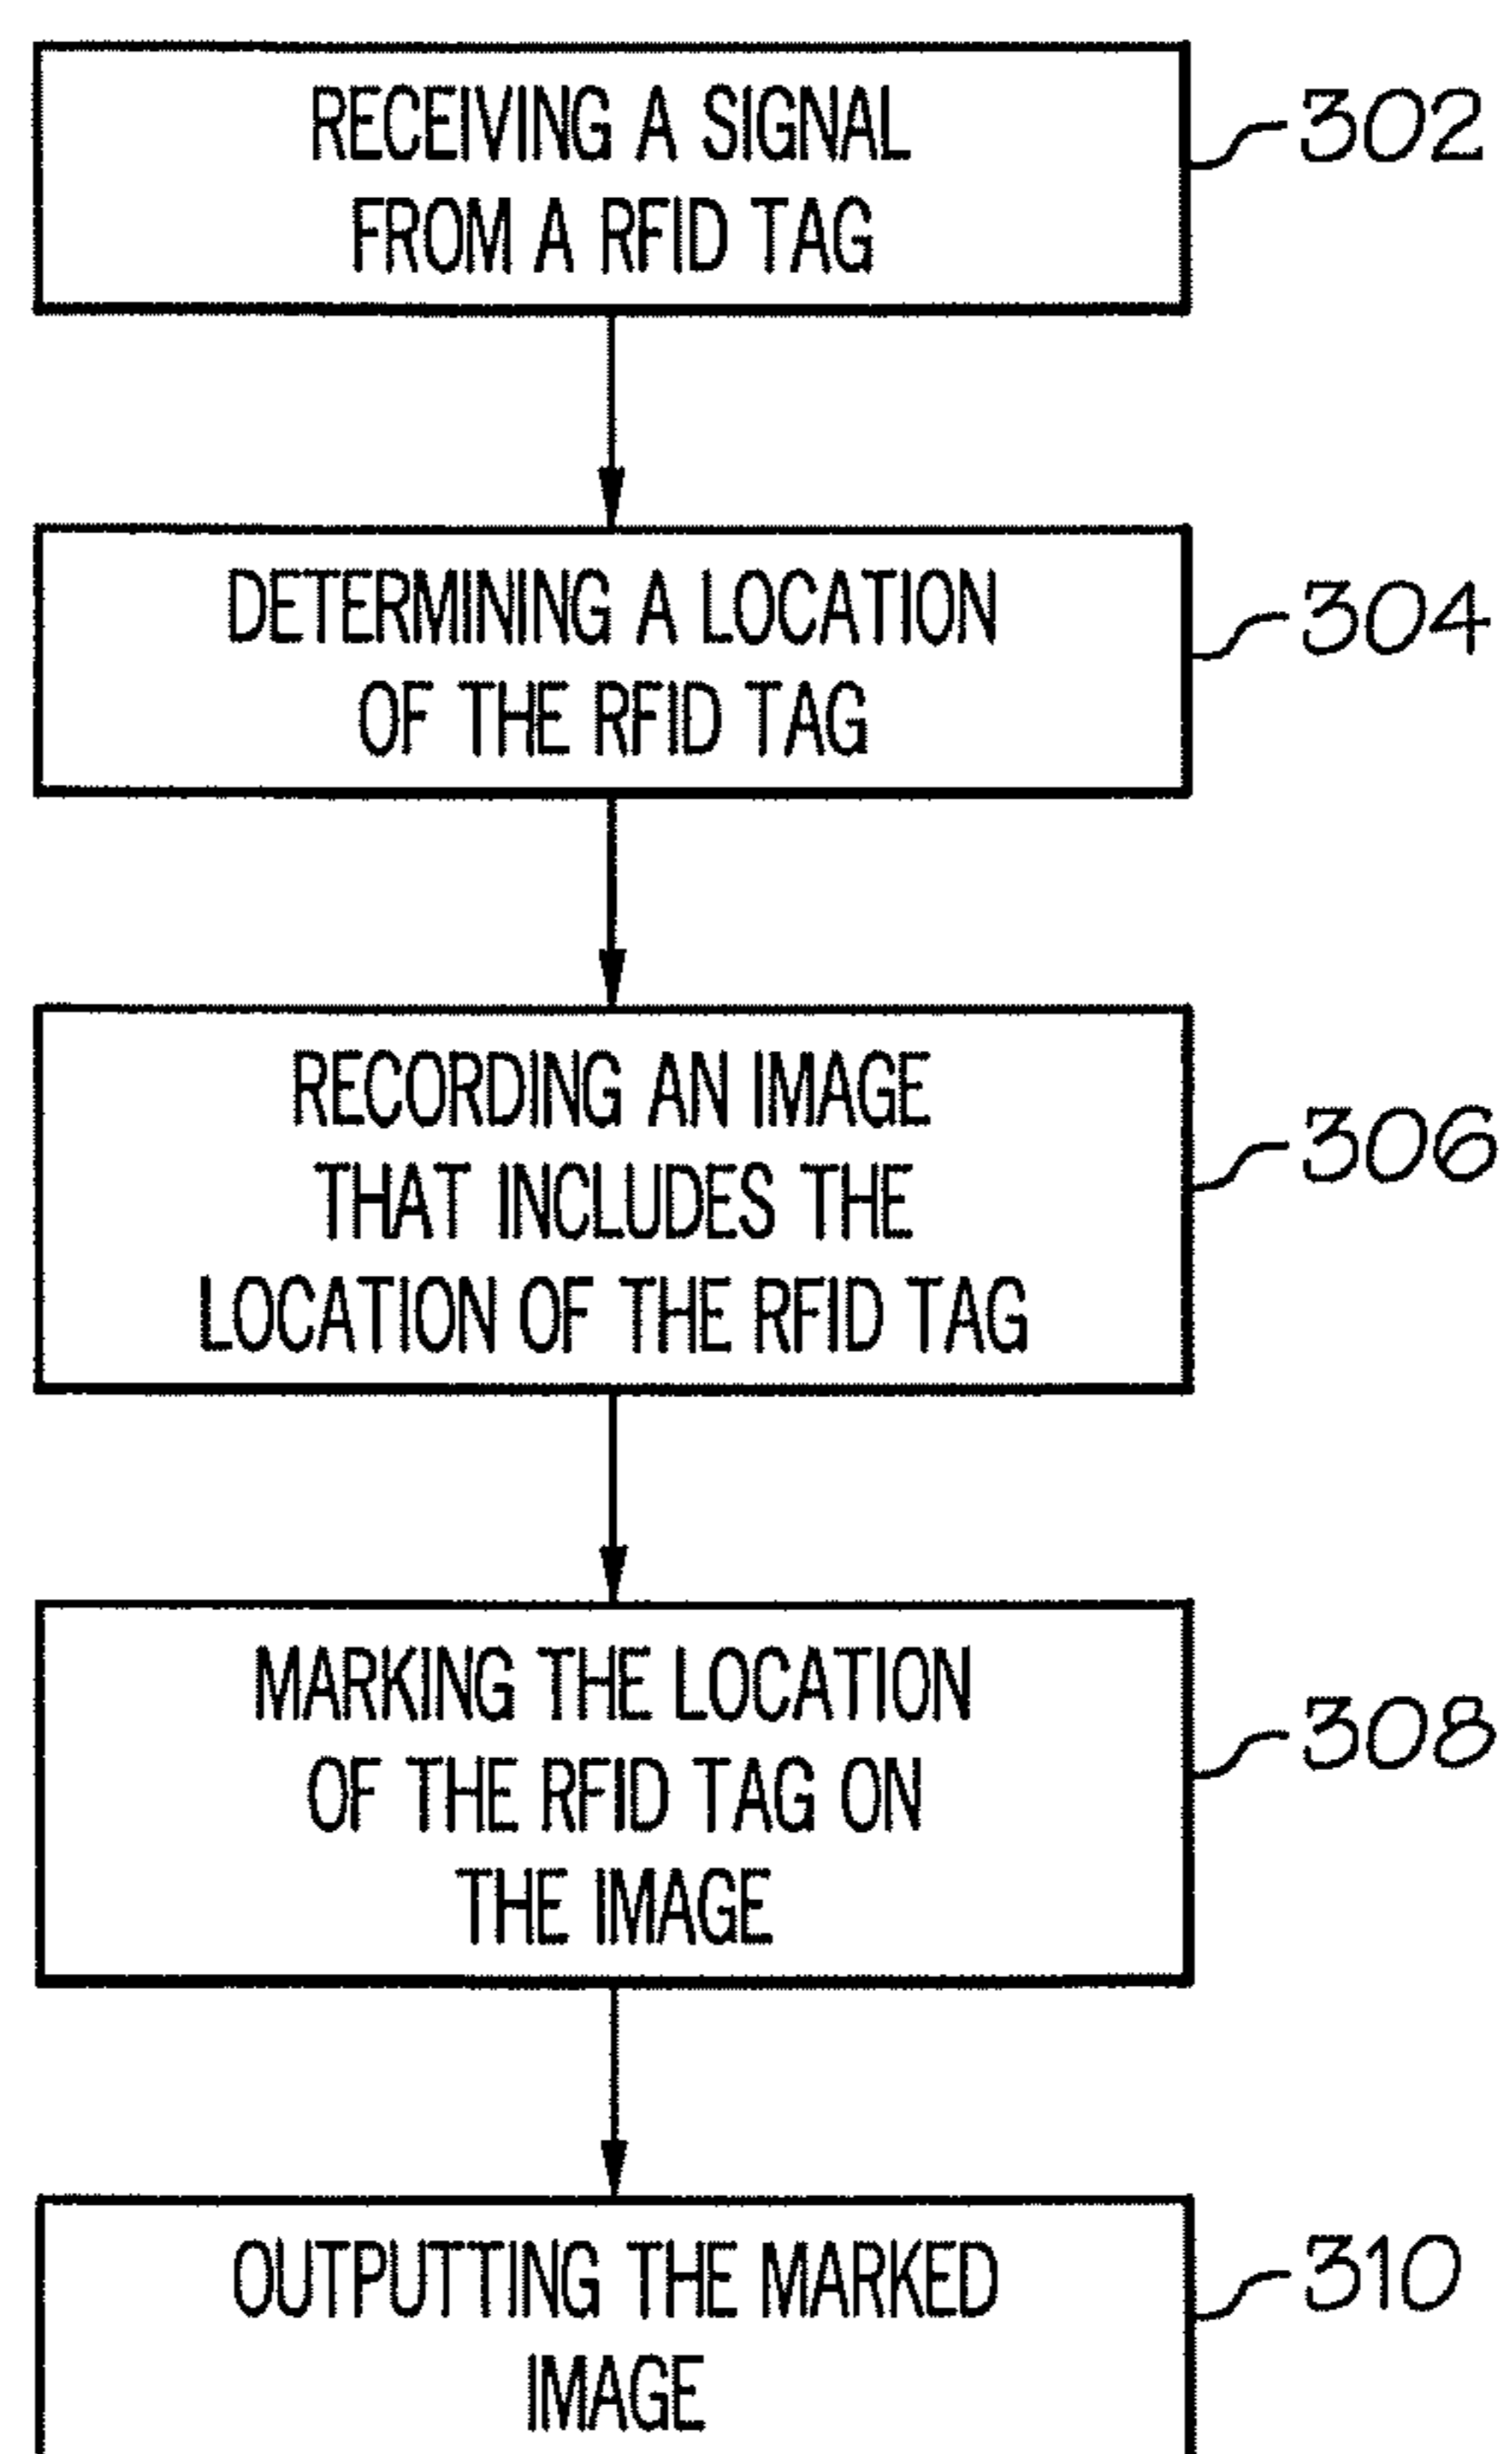 RECEIVING A SIGNAL
FROM A RFID TAG
302
DETERMINING A LOCATION
OF THE RFID TAG
304
RECORDING AN IMAGE
THAT INCLUDES THE
LOCATION OF THE RFID TAG
306
MARKING THE LOCATION
OF THE RFID TAG ON
THE IMAGE
308
OUTPUTTING THE MARKED
IMAGE
310